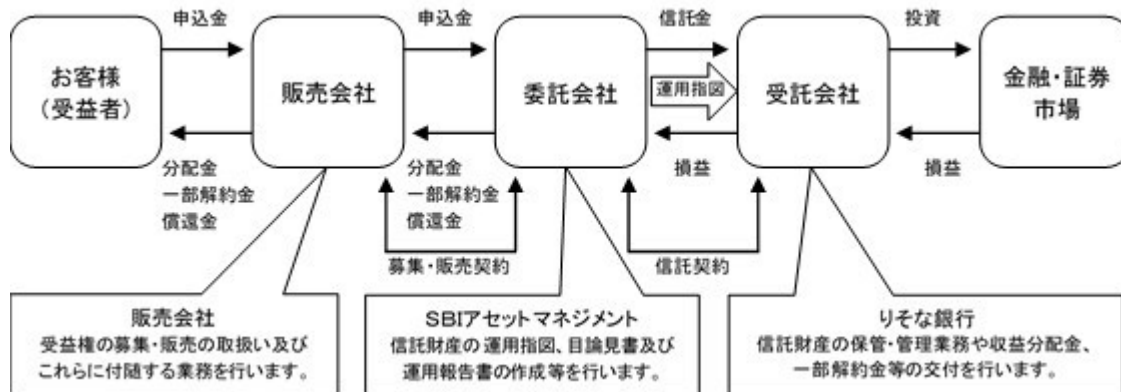 申込金
申込金
信託金
投資
お客様
（受益者）
販売会社
委託会社
運用指図
受託会社
金融・証券
市場
分配金
一部解約金
償還金
分配金
一部解約金
償還金
損益
損益
募集・販売契約
信託契約
販売会社
受益権の募集・販売の取扱い及び
これらに付随する業務を行います。
SBIアセットマネジメント
信託財産の運用指図、目論見書及び
運用報告書の作成等を行います。
りそな銀行
信託財産の保管・管理業務や収益分配金、
一部解約金等の交付を行います。